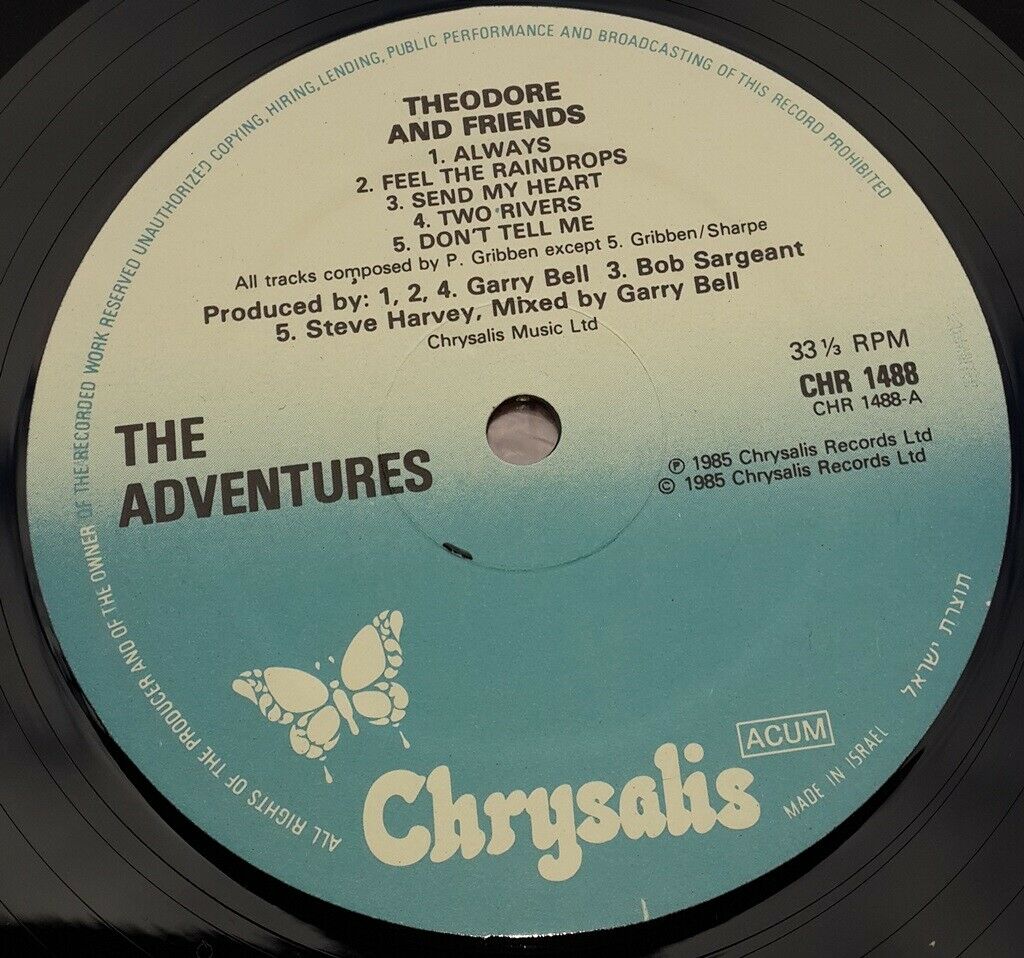 ALL RIGHTS OF THE PRODUCER AND OF THE OWNER OF THE RECORDED WORK RESERVED UNAUTHORIZED COPYING, HIRING, LENDING, PUBLIC PERFORMANCE AND BROADCASTING OF THIS RECORD PROHIBITED
THEODORE
AND FRIENDS
1. ALWAYS
2. FEEL THE RAINDROPS
3. SEND MY HEART
4. TWO RIVERS
5. DON'T TELL ME
All tracks composed by P. Gribben except 5. Gribben/Sharpe
Produced by: 1, 2, 4. Garry Bell 3. Bob Sargeant
5. Steve Harvey, Mixed by Garry Bell
Chrysalis Music Ltd
33 ⅓ RPM
CHR 1488
CHR 1488-A
THE
ADVENTURES
℗ 1985 Chrysalis Records Ltd
© 1985 Chrysalis Records Ltd
Chrysalis
ACUM
MADE IN ISRAEL
תוצרת ישראל